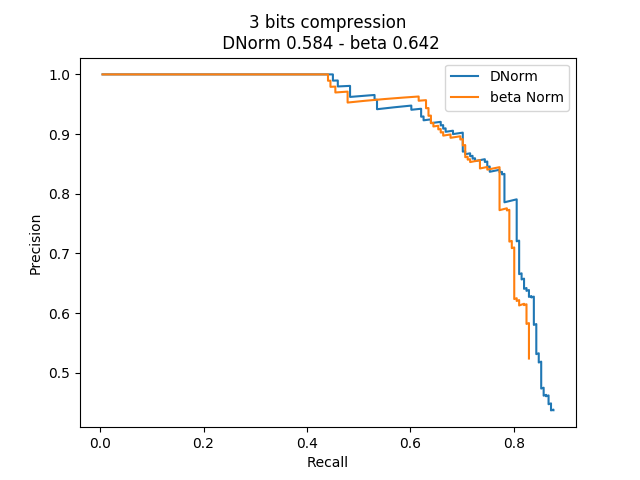 3 bits compression
DNorm 0.584 - beta 0.642
DNorm
beta Norm
1.0
0.9
0.8
0.7
0.6
0.5
Precision
0.0 0.2 0.4 0.6 0.8
Recall